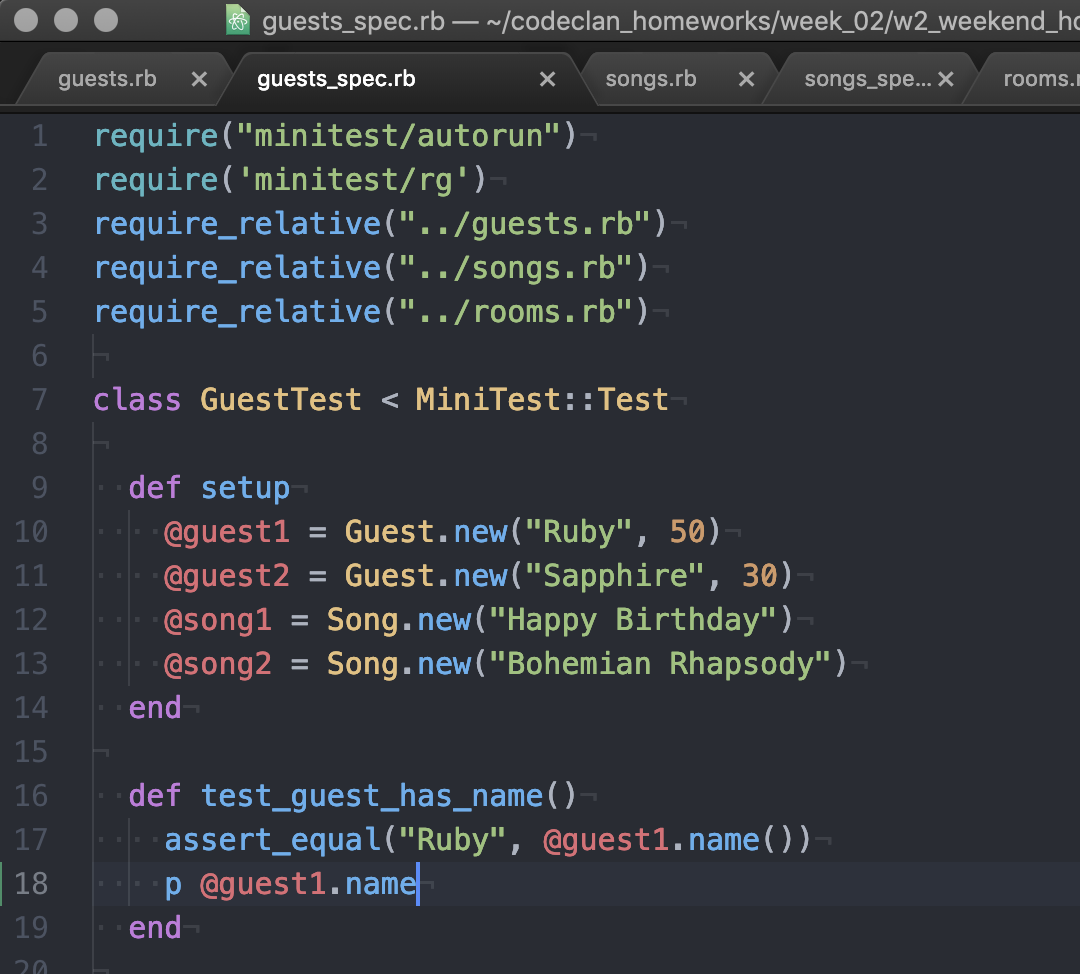 guests_spec.rb — ~/codeclan_homeworks/week_02/w2_weekend_
guests.rb guests_spec.rb songs.rb songs_spe... rooms.
1 require("minitest/autorun")
2 require('minitest/rg')
3 require_relative("../guests.rb")
4 require_relative("../songs.rb")
5 require_relative("../rooms.rb")
6
7 class GuestTest < MiniTest::Test
8
9 def setup
10 @guest1 = Guest.new("Ruby", 50)
11 @guest2 = Guest.new("Sapphire", 30)
12 @song1 = Song.new("Happy Birthday")
13 @song2 = Song.new("Bohemian Rhapsody")
14 end
15
16 def test_guest_has_name()
17 assert_equal("Ruby", @guest1.name())
18 p @guest1.name
19 end
20